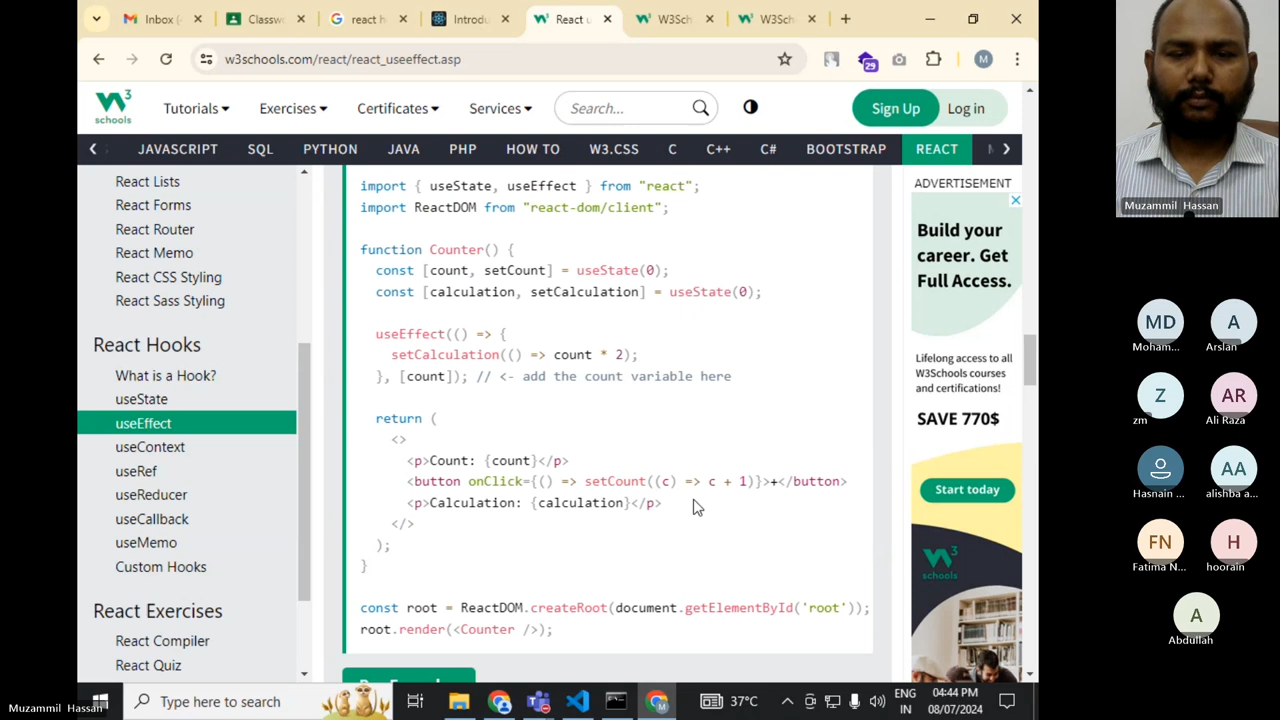 Inbox (
Classwo
react h
Introdu
React u
W3Sch
W3Sch
w3schools.com/react/react_useeffect.asp
29
M
W3
schools
Tutorials
Exercises
Certificates
Services
Search...
Sign Up
Log in
JAVASCRIPT
SQL
PYTHON
JAVA
PHP
HOW TO
W3.CSS
C
C++
C#
BOOTSTRAP
REACT
React Lists
React Forms
React Router
React Memo
React CSS Styling
React Sass Styling
React Hooks
What is a Hook?
useState
useEffect
useContext
useRef
useReducer
useCallback
useMemo
Custom Hooks
React Exercises
React Compiler
React Quiz
import { useState, useEffect } from "react";
import ReactDOM from "react-dom/client";
function Counter() {
const [count, setCount] = useState(0);
const [calculation, setCalculation] = useState(0);
useEffect(() => {
setCalculation(() => count * 2);
}, [count]); // <- add the count variable here
return (
<>
<p>Count: {count}</p>
<button onClick={() => setCount((c) => c + 1)}>+</button>
<p>Calculation: {calculation}</p>
</>
);
}
const root = ReactDOM.createRoot(document.getElementById('root'));
root.render(<Counter />);
ADVERTISEMENT
Build your
career. Get
Full Access.
Lifelong access to all
W3Schools courses
and certifications!
SAVE 770$
Start today
W3
schools
Type here to search
37°C
ENG
IN
04:44 PM
08/07/2024
Muzammil Hassan
Muzammil Hassan
MD
Moham...
A
Arslan
Z
zm
AR
Ali Raza
Hasnain ...
AA
alishba a...
FN
Fatima N...
H
hoorain
A
Abdullah